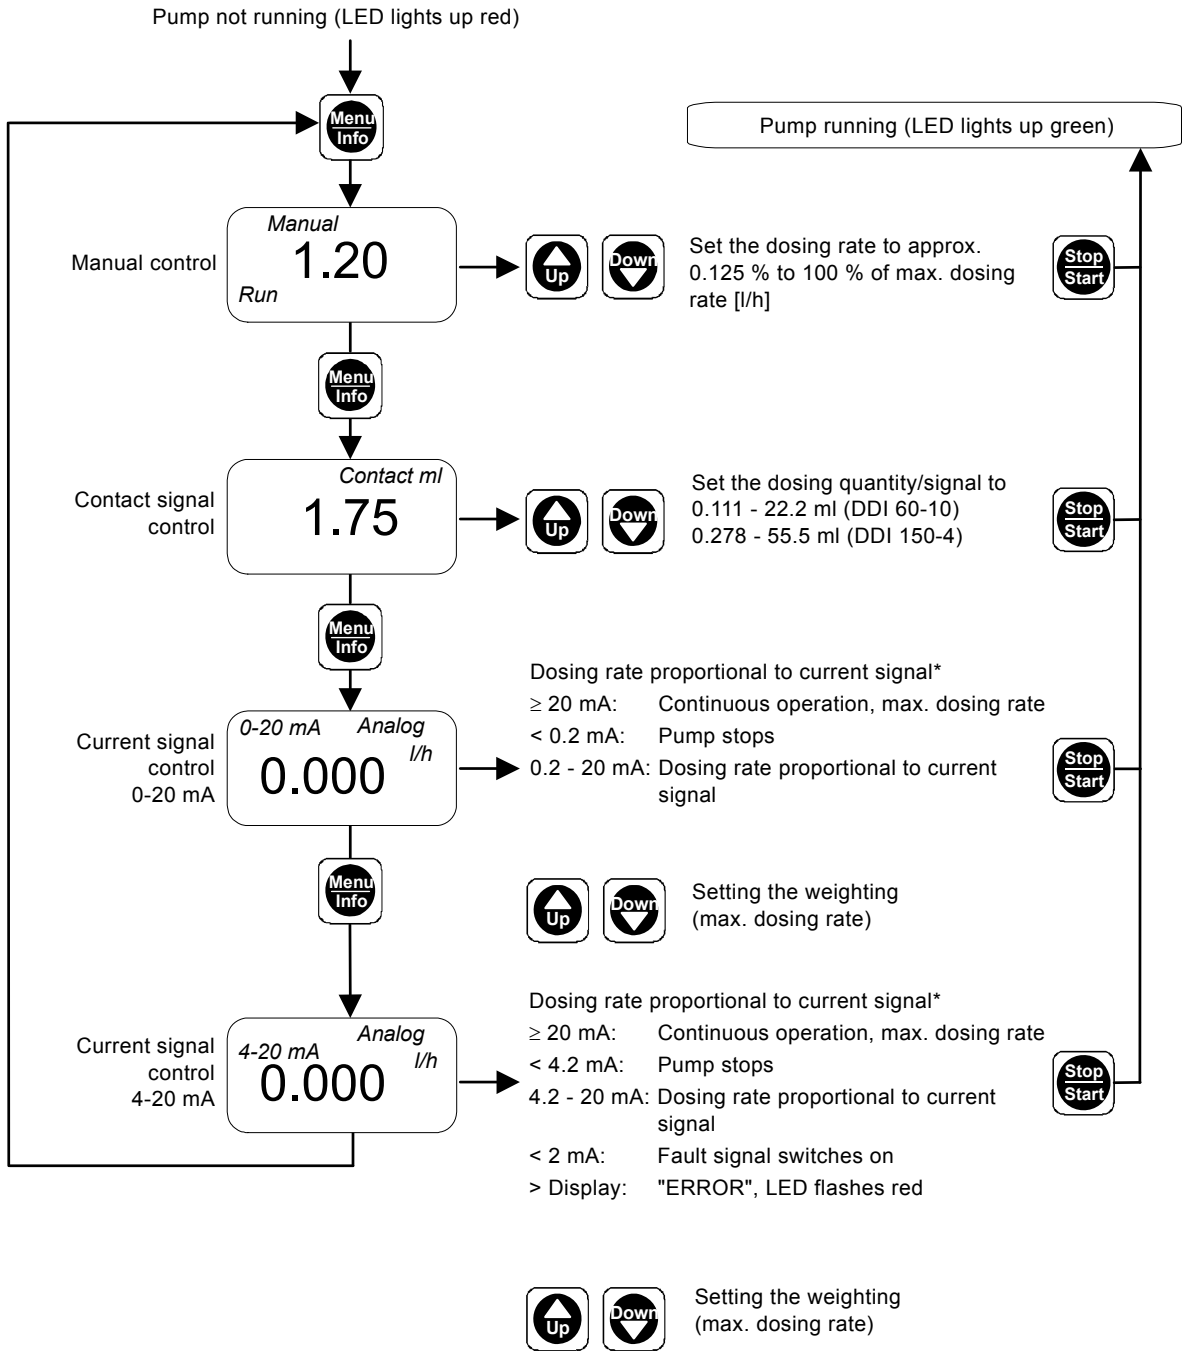 Pump not running (LED lights up red)
Menu
Info
Pump running (LED lights up green)
Manual control
Manual
1.20
Run
Up
Down
Set the dosing rate to approx.
0.125 % to 100 % of max. dosing
rate [l/h]
Stop
Start
Menu
Info
Contact signal
control
Contact ml
1.75
Up
Down
Set the dosing quantity/signal to
0.111 - 22.2 ml (DDI 60-10)
0.278 - 55.5 ml (DDI 150-4)
Stop
Start
Menu
Info
Current signal
control
0-20 mA
0-20 mA Analog
l/h
0.000
Dosing rate proportional to current signal*
≥ 20 mA: Continuous operation, max. dosing rate
< 0.2 mA: Pump stops
0.2 - 20 mA: Dosing rate proportional to current
signal
Stop
Start
Menu
Info
Up
Down
Setting the weighting
(max. dosing rate)
Current signal
control
4-20 mA
Analog
4-20 mA l/h
0.000
Dosing rate proportional to current signal*
≥ 20 mA: Continuous operation, max. dosing rate
< 4.2 mA: Pump stops
4.2 - 20 mA: Dosing rate proportional to current
signal
< 2 mA: Fault signal switches on
> Display: "ERROR", LED flashes red
Stop
Start
Up
Down
Setting the weighting
(max. dosing rate)